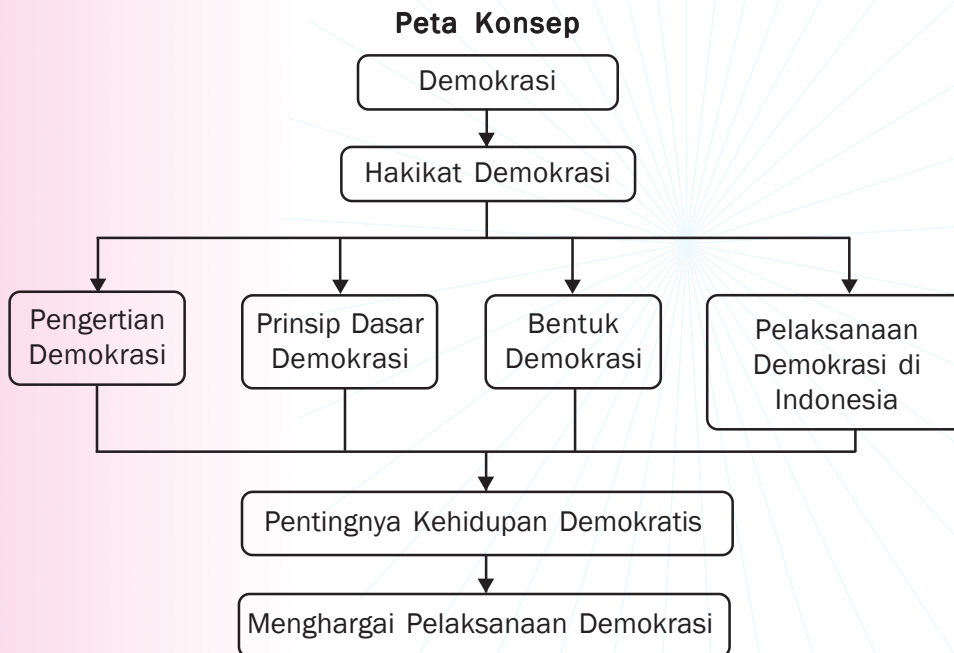 Peta Konsep
Demokrasi
Hakikat Demokrasi
Pengertian
Demokrasi
Prinsip Dasar
Demokrasi
Bentuk
Demokrasi
Pelaksanaan
Demokrasi di
Indonesia
Pentingnya Kehidupan Demokratis
Menghargai Pelaksanaan Demokrasi